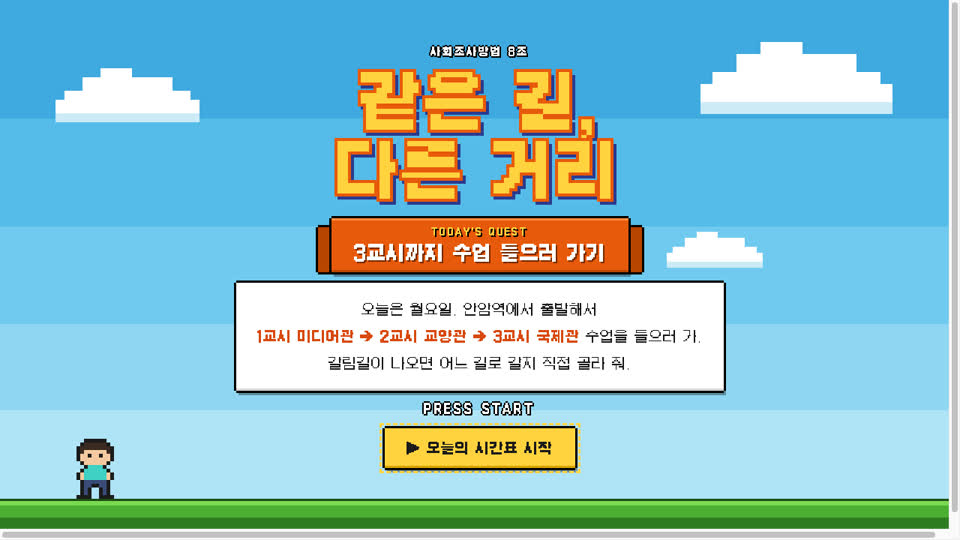 사회조사방법 8조
같은 퀸,
다른 거리
TODAY'S QUEST
3교시까지 수업 들으러 가기
오늘은 월요일. 안암역에서 출발해서
1교시 미디어관 → 2교시 교양관 → 3교시 국제관 수업을 들으러 가.
갈림길이 나오면 어느 길로 갈지 직접 골라 줘.
PRESS START
▶ 오늘의 시간표 시작